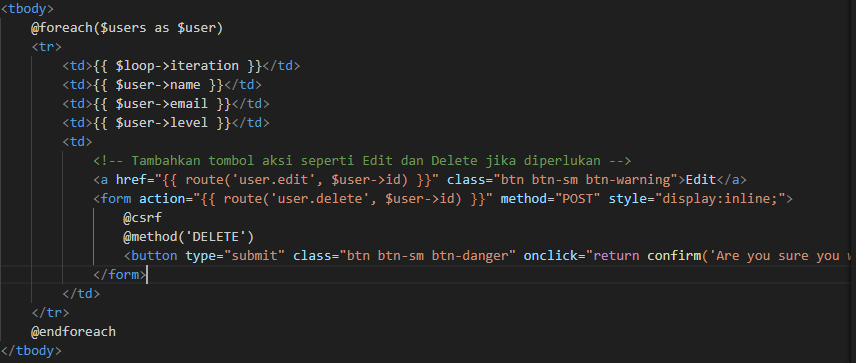 <tbody>
@foreach($users as $user)
<tr>
<td>{{ $loop->iteration }}</td>
<td>{{ $user->name }}</td>
<td>{{ $user->email }}</td>
<td>{{ $user->level }}</td>
<td>
<!-- Tambahkan tombol aksi seperti Edit dan Delete jika diperlukan -->
<a href="{{ route('user.edit', $user->id) }}" class="btn btn-sm btn-warning">Edit</a>
<form action="{{ route('user.delete', $user->id) }}" method="POST" style="display:inline;">
@csrf
@method('DELETE')
<button type="submit" class="btn btn-sm btn-danger" onclick="return confirm('Are you sure you
</form>
</td>
</tr>
@endforeach
</tbody>